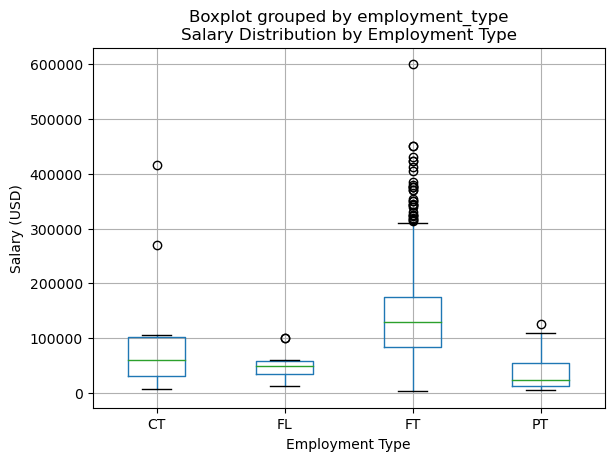 Boxplot grouped by employment_type
Salary Distribution by Employment Type
600000
500000
400000
300000
200000
100000
0
Salary (USD)
CT FL FT PT
Employment Type